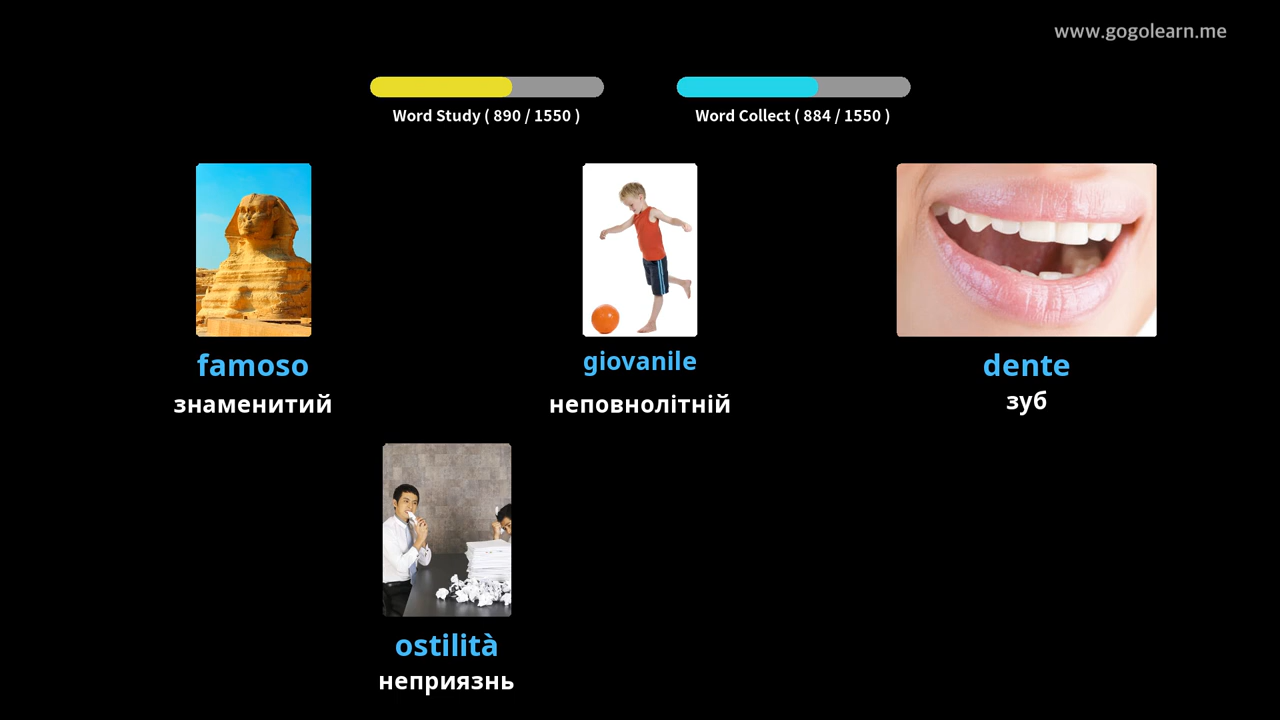 www.gogolearn.me
Word Study ( 890 / 1550 )
Word Collect ( 884 / 1550 )
famoso
знаменитий
giovanile
неповнолітній
dente
зуб
ostilità
неприязнь